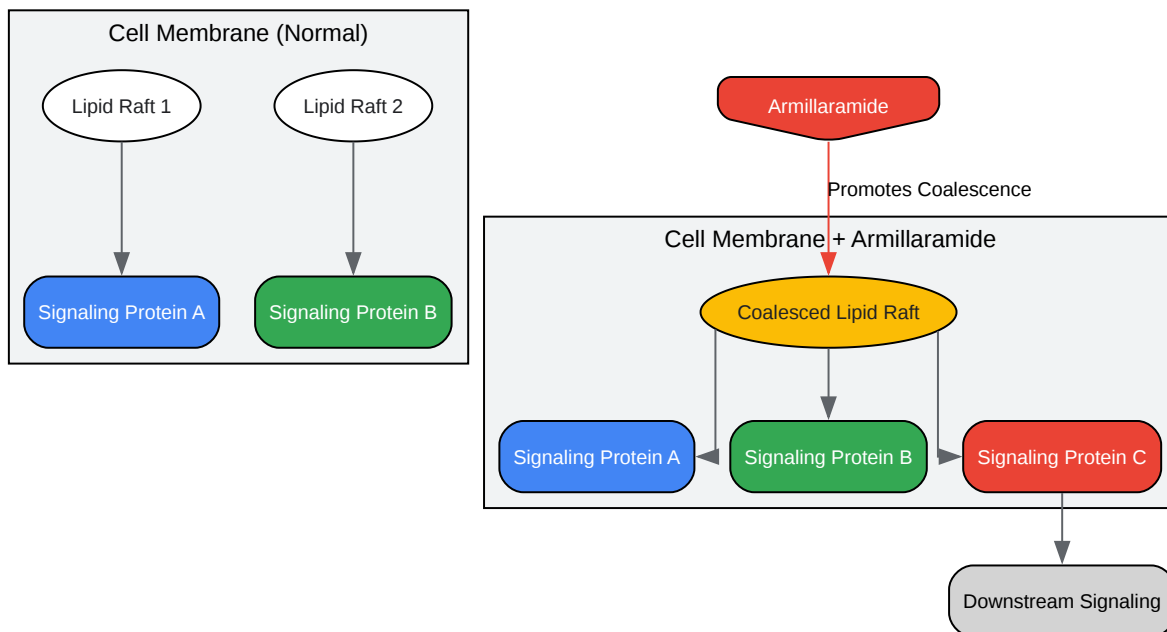 Cell Membrane (Normal)
Lipid Raft 1
Lipid Raft 2
Signaling Protein A
Signaling Protein B
Armillaramide
Promotes Coalescence
Cell Membrane + Armillaramide
Coalesced Lipid Raft
Signaling Protein A
Signaling Protein B
Signaling Protein C
Downstream Signaling